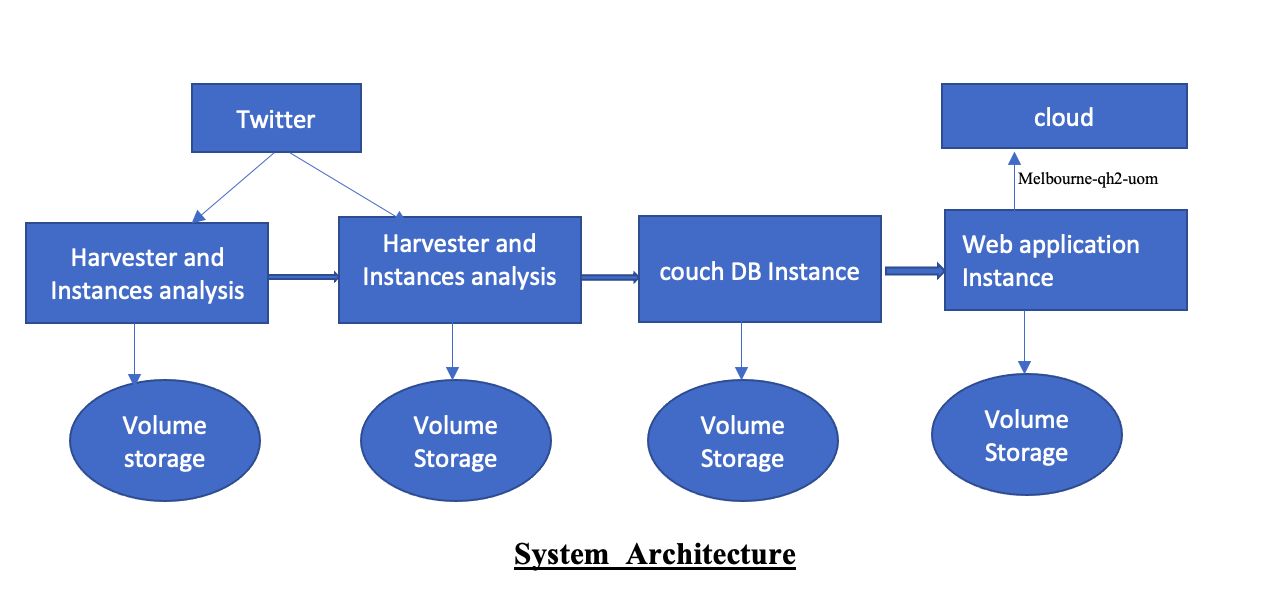 Twitter
cloud
Melbourne-qh2-uom
Harvester and
Instances analysis
Harvester and
Instances analysis
couch DB Instance
Web application
Instance
Volume
storage
Volume
Storage
Volume
Storage
Volume
Storage
System Architecture